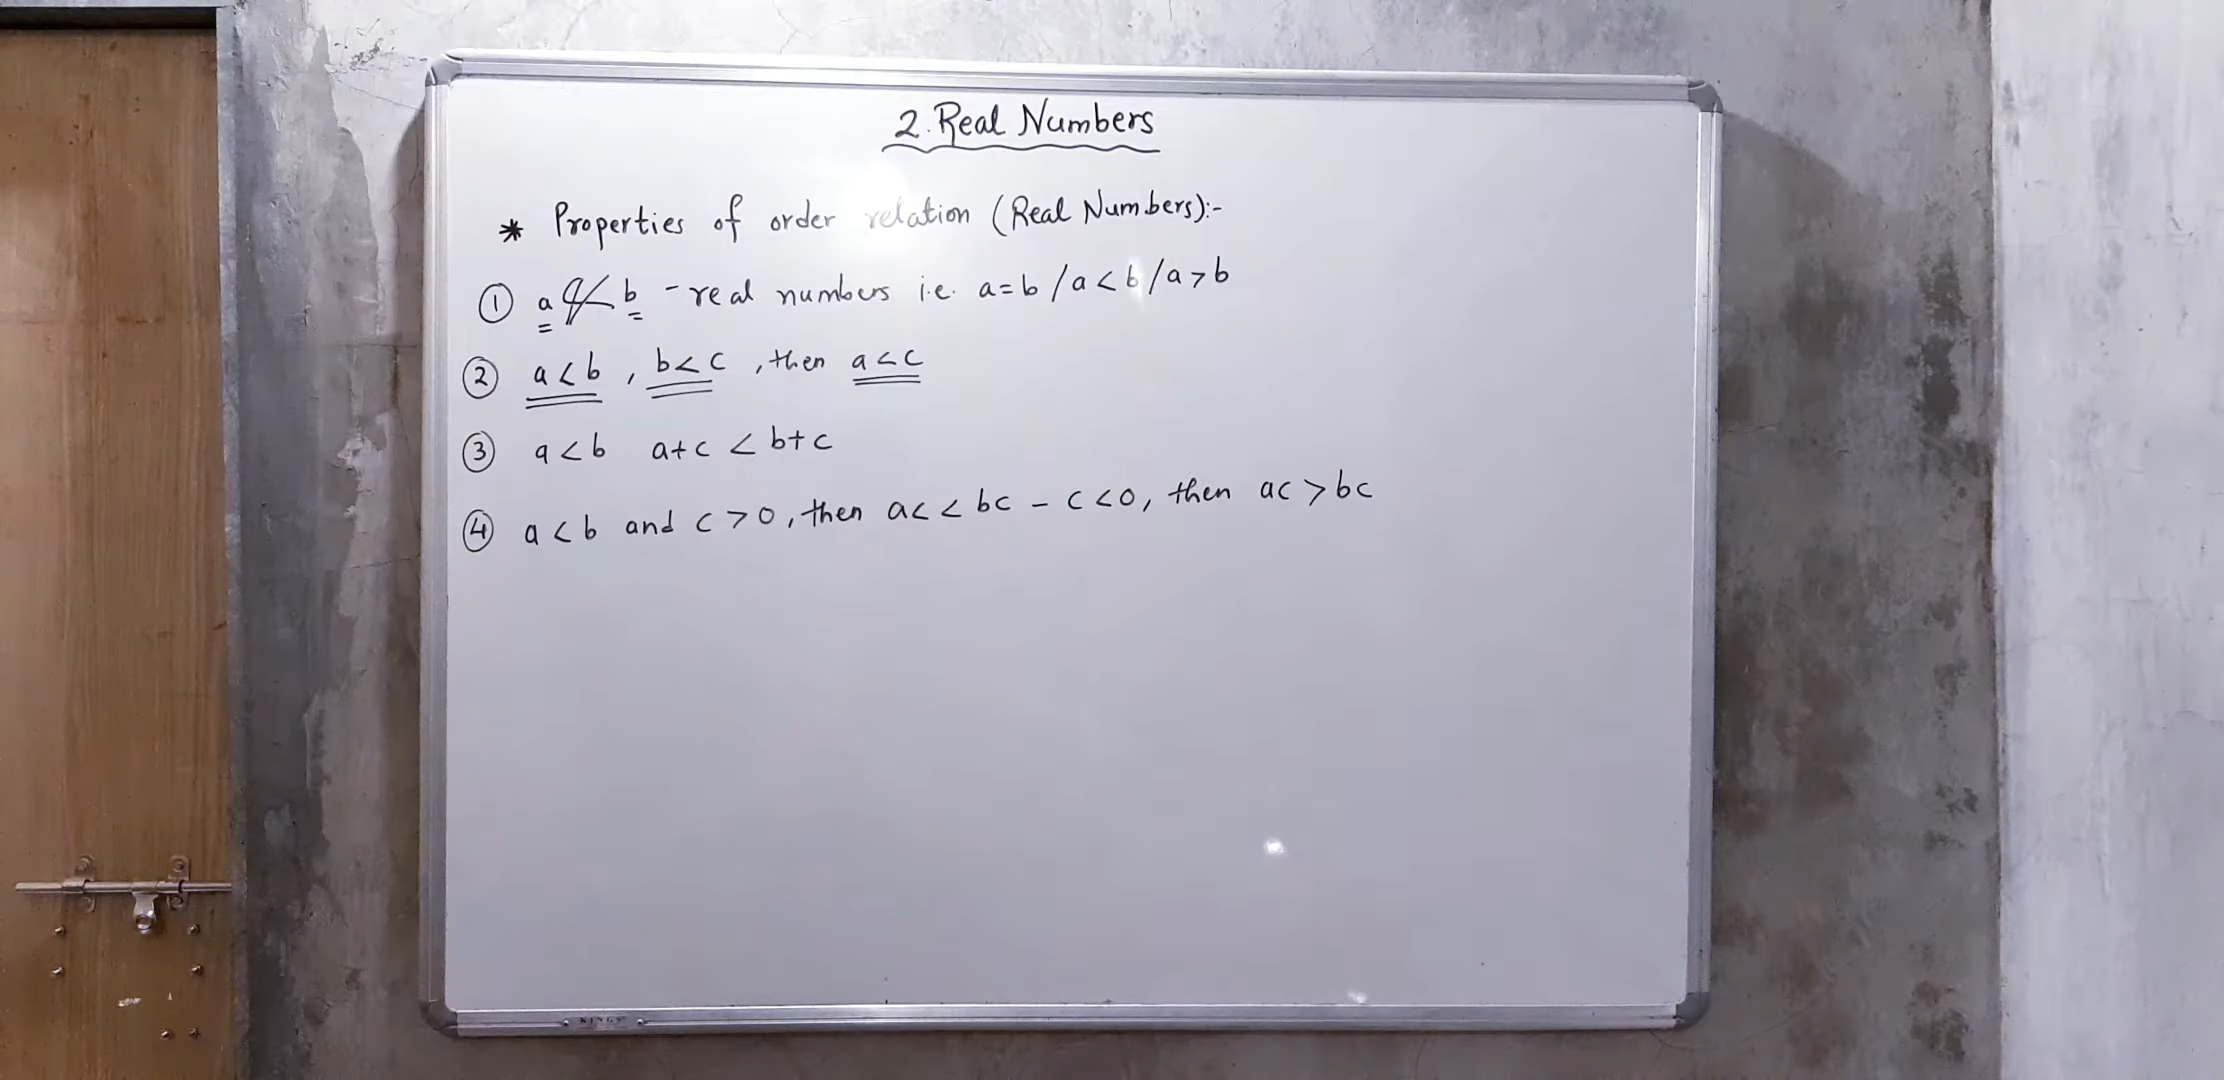 2. Real Numbers
* Properties of order relation (Real Numbers):-
① a & b - real numbers i.e. a=b / a<b / a>b
② a<b , b<c , then a<c
③ a<b a+c < b+c
④ a<b and c>0, then ac<bc - c<0, then ac>bc
KINGS